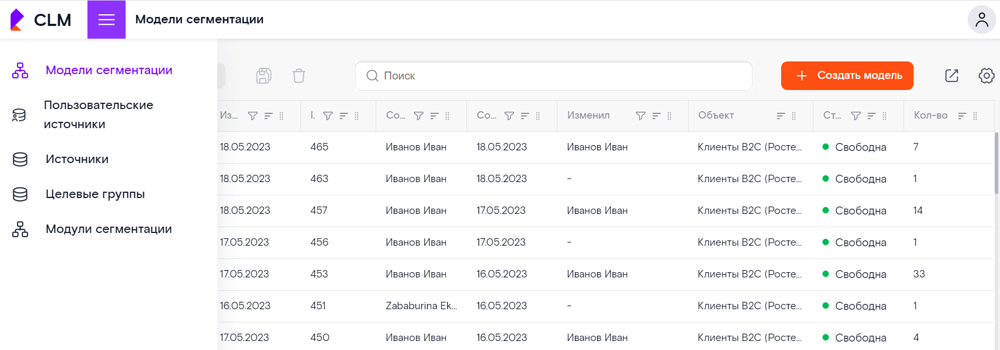 CLM
Модели сегментации
Модели сегментации
Пользовательские
источники
Источники
Целевые группы
Модули сегментации
Поиск
+ Создать модель
Из... I. Со... Со... Изменил Объект Ст... Кол-во
18.05.2023 465 Иванов Иван 18.05.2023 Иванов Иван Клиенты B2C (Росте... Свободна 7
18.05.2023 463 Иванов Иван 18.05.2023 - Клиенты B2C (Росте... Свободна 1
18.05.2023 457 Иванов Иван 17.05.2023 Иванов Иван Клиенты B2C (Росте... Свободна 14
17.05.2023 456 Иванов Иван 17.05.2023 - Клиенты B2C (Росте... Свободна 1
17.05.2023 453 Иванов Иван 16.05.2023 Иванов Иван Клиенты B2C (Росте... Свободна 33
16.05.2023 451 Zababurina Ek... 16.05.2023 - Клиенты B2C (Росте... Свободна 1
17.05.2023 450 Иванов Иван 16.05.2023 Иванов Иван Клиенты B2C (Росте... Свободна 4